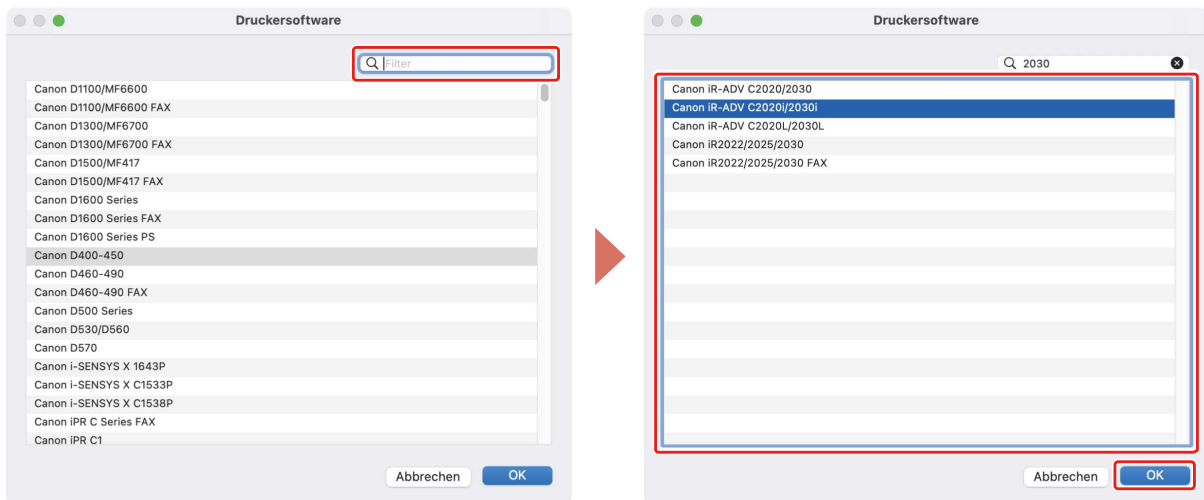 Druckersoftware
Filter
Canon D1100/MF6600
Canon D1100/MF6600 FAX
Canon D1300/MF6700
Canon D1300/MF6700 FAX
Canon D1500/MF417
Canon D1500/MF417 FAX
Canon D1600 Series
Canon D1600 Series FAX
Canon D1600 Series PS
Canon D400-450
Canon D460-490
Canon D460-490 FAX
Canon D500 Series
Canon D530/D560
Canon D570
Canon i-SENSYS X 1643P
Canon i-SENSYS X C1533P
Canon i-SENSYS X C1538P
Canon iPR C Series FAX
Canon iPR C1
Abbrechen
OK
Druckersoftware
2030
Canon iR-ADV C2020/2030
Canon iR-ADV C2020i/2030i
Canon iR-ADV C2020L/2030L
Canon iR2022/2025/2030
Canon iR2022/2025/2030 FAX
Abbrechen
OK